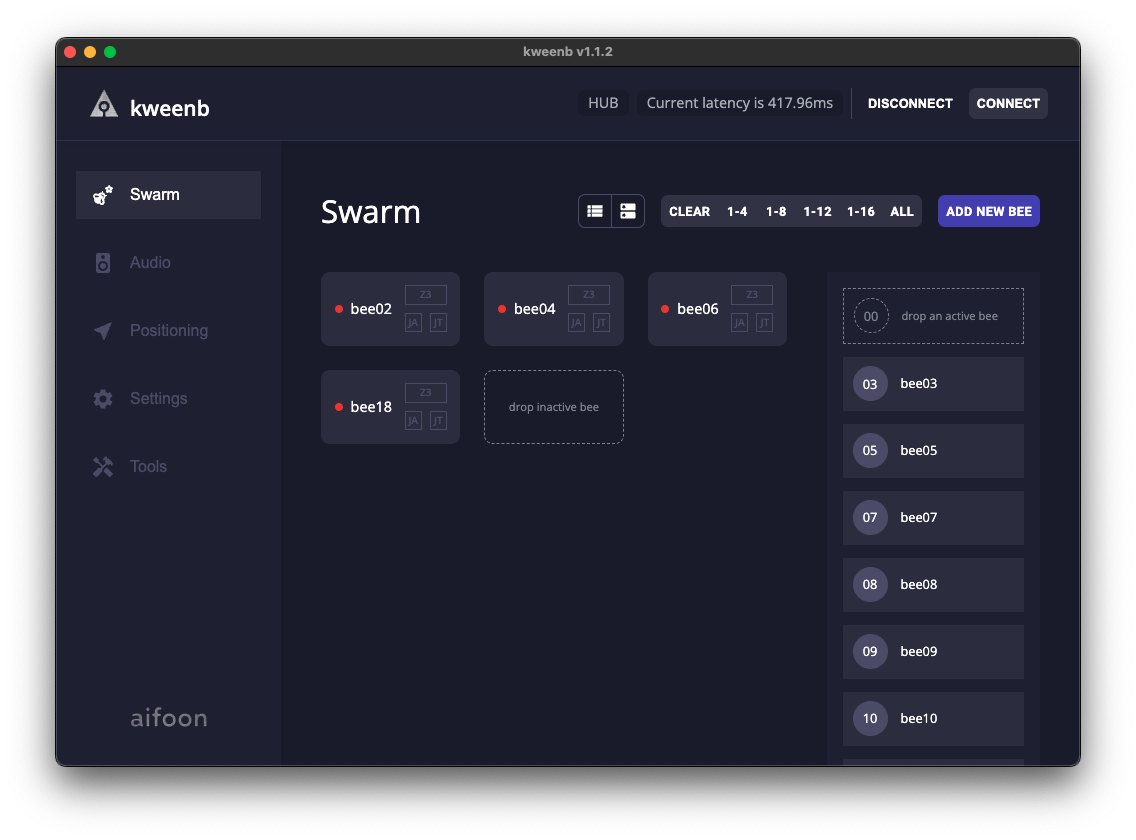 kweenb v1.1.2
kweenb
HUB
Current latency is 417.96ms
DISCONNECT
CONNECT
Swarm
Audio
Positioning
Settings
Tools
aifoon
Swarm
CLEAR 1-4 1-8 1-12 1-16 ALL
ADD NEW BEE
bee02
Z3
JA JT
bee04
Z3
JA JT
bee06
Z3
JA JT
bee18
Z3
JA JT
drop inactive bee
00 drop an active bee
03 bee03
05 bee05
07 bee07
08 bee08
09 bee09
10 bee10